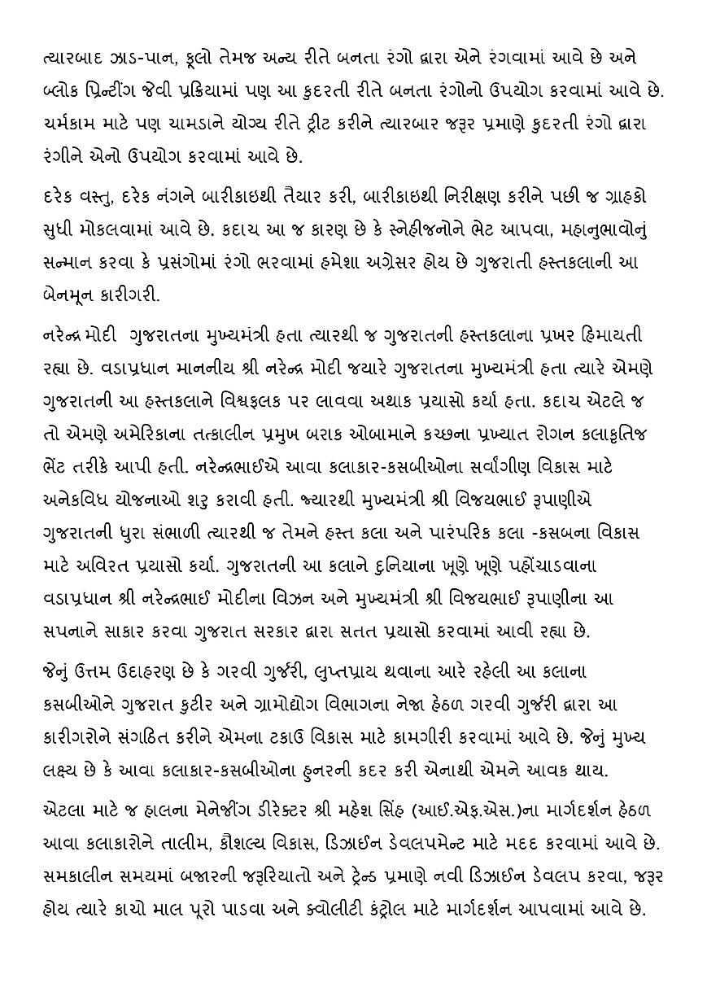 ત્યારબાદ ઝાડ-પાન, ફૂલો તેમજ અન્ય રીતે બનતા રંગો દ્વારા એને રંગવામાં આવે છે અને
બ્લોક પ્રિન્ટીંગ જેવી પ્રક્રિયામાં પણ આ કુદરતી રીતે બનતા રંગોનો ઉપયોગ કરવામાં આવે છે.
ચર્મકામ માટે પણ ચામડાને યોગ્ય રીતે ટ્રીટ કરીને ત્યારબાર જરૂર પ્રમાણે કુદરતી રંગો દ્વારા
રંગીને એનો ઉપયોગ કરવામાં આવે છે.
દરેક વસ્તુ, દરેક નંગને બારીકાઇથી તૈયાર કરી, બારીકાઇથી નિરીક્ષણ કરીને પછી જ ગ્રાહકો
સુધી મોકલવામાં આવે છે. કદાચ આ જ કારણ છે કે સ્નેહીજનોને ભેટ આપવા, મહાનુભાવોનું
સન્માન કરવા કે પ્રસંગોમાં રંગો ભરવામાં હમેશા અગ્રેસર હોય છે ગુજરાતી હસ્તકલાની આ
બેનમૂન કારીગરી.
નરેન્દ્ર મોદી ગુજરાતના મુખ્યમંત્રી હતા ત્યારથી જ ગુજરાતની હસ્તકલાના પ્રખર હિમાયતી
રહ્યા છે. વડાપ્રધાન માનનીય શ્રી નરેન્દ્ર મોદી જયારે ગુજરાતના મુખ્યમંત્રી હતા ત્યારે એમણે
ગુજરાતની આ હસ્તકલાને વિશ્વફલક પર લાવવા અથાક પ્રયાસો કર્યા હતા. કદાચ એટલે જ
તો એમણે અમેરિકાના તત્કાલીન પ્રમુખ બરાક ઓબામાને કચ્છના પ્રખ્યાત રોગન કલાકૃતિજ
ભેંટ તરીકે આપી હતી. નરેન્દ્રભાઈએ આવા કલાકાર-કસબીઓના સર્વાંગીણ વિકાસ માટે
અનેકવિધ યોજનાઓ શરુ કરાવી હતી. જ્યારથી મુખ્યમંત્રી શ્રી વિજયભાઈ રૂપાણીએ
ગુજરાતની ધુરા સંભાળી ત્યારથી જ તેમને હસ્ત કલા અને પારંપરિક કલા -કસબના વિકાસ
માટે અવિરત પ્રયાસો કર્યા. ગુજરાતની આ કલાને દુનિયાના ખૂણે ખૂણે પહોંચાડવાના
વડાપ્રધાન શ્રી નરેન્દ્રભાઈ મોદીના વિઝન અને મુખ્યમંત્રી શ્રી વિજયભાઈ રૂપાણીના આ
સપનાને સાકાર કરવા ગુજરાત સરકાર દ્વારા સતત પ્રયાસો કરવામાં આવી રહ્યા છે.
જેનું ઉત્તમ ઉદાહરણ છે કે ગરવી ગુર્જરી, લુપ્તપ્રાય થવાના આરે રહેલી આ કલાના
કસબીઓને ગુજરાત કુટીર અને ગ્રામોદ્યોગ વિભાગના નેજા હેઠળ ગરવી ગુર્જરી દ્વારા આ
કારીગરોને સંગઠિત કરીને એમના ટકાઉ વિકાસ માટે કામગીરી કરવામાં આવે છે. જેનું મુખ્ય
લક્ષ્ય છે કે આવા કલાકાર-કસબીઓના હુનરની કદર કરી એનાથી એમને આવક થાય.
એટલા માટે જ હાલના મેનેજીંગ ડીરેક્ટર શ્રી મહેશ સિંહ (આઈ.એફ.એસ.)ના માર્ગદર્શન હેઠળ
આવા કલાકારોને તાલીમ, કૌશલ્ય વિકાસ, ડિઝાઈન ડેવલપમેન્ટ માટે મદદ કરવામાં આવે છે.
સમકાલીન સમયમાં બજારની જરૂરિયાતો અને ટ્રેન્ડ પ્રમાણે નવી ડિઝાઈન ડેવલપ કરવા, જરૂર
હોય ત્યારે કાચો માલ પૂરો પાડવા અને ક્વોલીટી કંટ્રોલ માટે માર્ગદર્શન આપવામાં આવે છે.